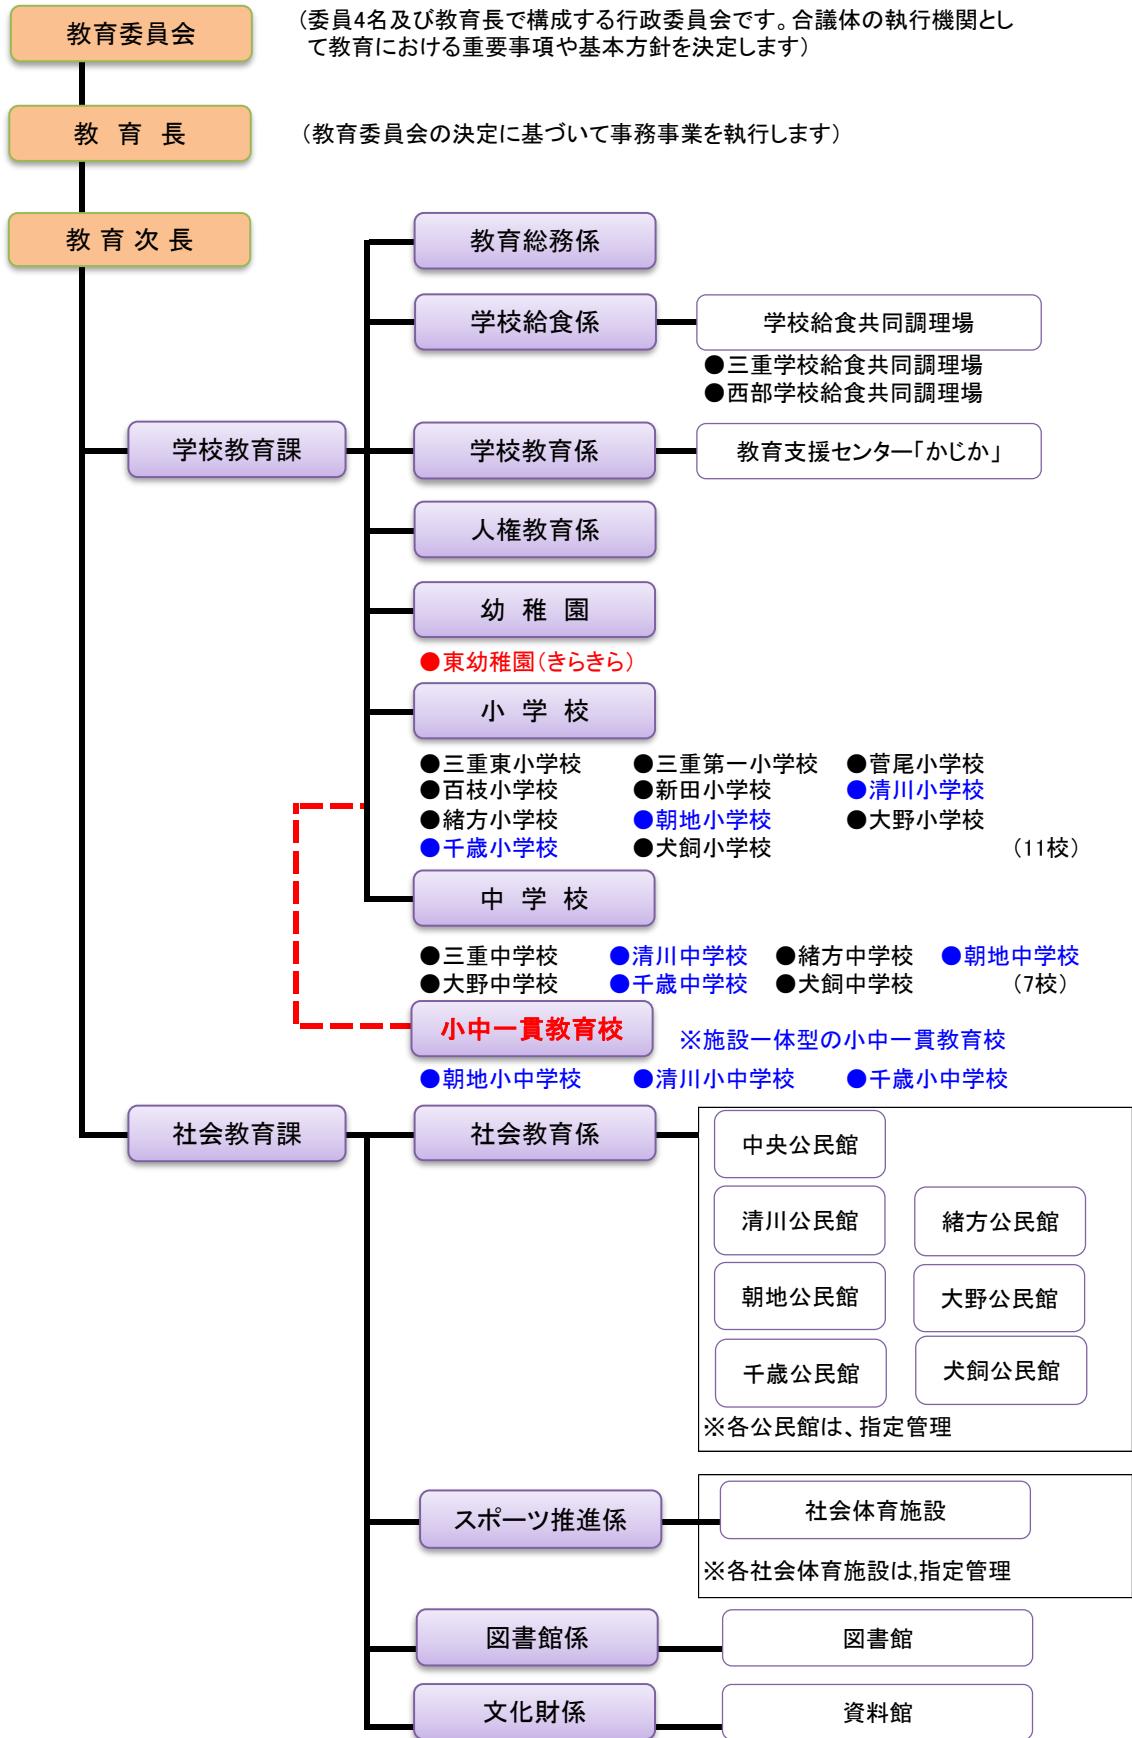 教育委員会
(委員4名及び教育長で構成する行政委員会です。合議体の執行機関とし
て教育における重要事項や基本方針を決定します)
教 育 長
(教育委員会の決定に基づいて事務事業を執行します)
教 育 次 長
教育総務係
学校給食係
学校給食共同調理場
●三重学校給食共同調理場
●西部学校給食共同調理場
学校教育課
学校教育係
教育支援センター「かじか」
人権教育係
幼 稚 園
●東幼稚園(きらきら)
小 学 校
●三重東小学校 ●三重第一小学校 ●菅尾小学校
●百枝小学校 ●新田小学校 ●清川小学校
●緒方小学校 ●朝地小学校 ●大野小学校
●千歳小学校 ●犬飼小学校 (11校)
中 学 校
●三重中学校 ●清川中学校 ●緒方中学校 ●朝地中学校
●大野中学校 ●千歳中学校 ●犬飼中学校 (7校)
小中一貫教育校
※施設一体型の小中一貫教育校
●朝地小中学校 ●清川小中学校 ●千歳小中学校
社会教育課
社会教育係
中央公民館
清川公民館 緒方公民館
朝地公民館 大野公民館
千歳公民館 犬飼公民館
※各公民館は、指定管理
スポーツ推進係
社会体育施設
※各社会体育施設は,指定管理
図書館係
図書館
文化財係
資料館